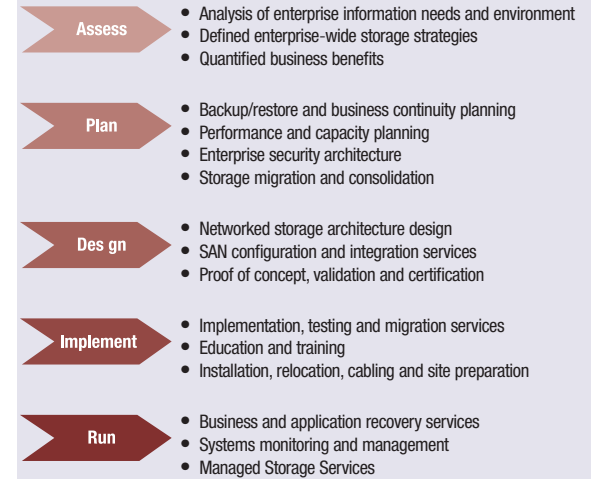 Assess
• Analysis of enterprise information needs and environment
• Defined enterprise-wide storage strategies
• Quantified business benefits
Plan
• Backup/restore and business continuity planning
• Performance and capacity planning
• Enterprise security architecture
• Storage migration and consolidation
Des gn
• Networked storage architecture design
• SAN configuration and integration services
• Proof of concept, validation and certification
Implement
• Implementation, testing and migration services
• Education and training
• Installation, relocation, cabling and site preparation
Run
• Business and application recovery services
• Systems monitoring and management
• Managed Storage Services